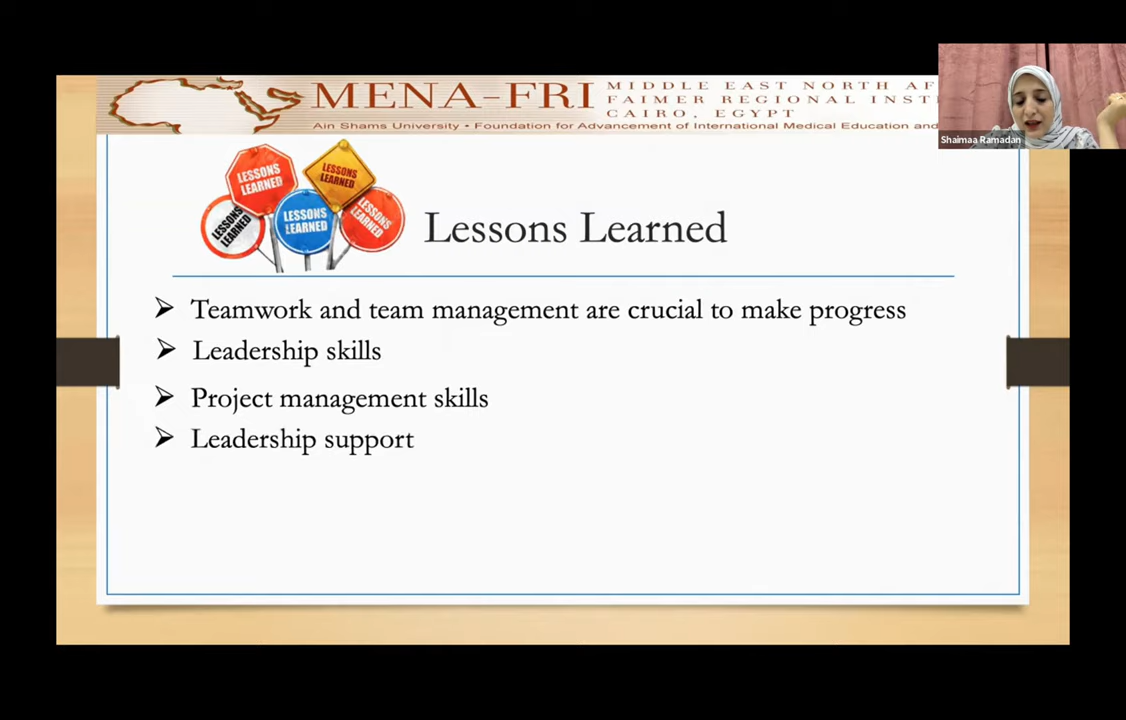 MENA-FRI
MIDDLE EAST NORTH AF
FAIMER REGIONAL INST
CAIRO, EGYPT
Ain Shams University • Foundation for Advancement of International Medical Education and
Shaimaa Ramadan
LESSONS LEARNED
LESSONS LEARNED
LESSONS LEARNED
LESSONS LEARNED
LESSONS LEARNED
Lessons Learned
Teamwork and team management are crucial to make progress
Leadership skills
Project management skills
Leadership support